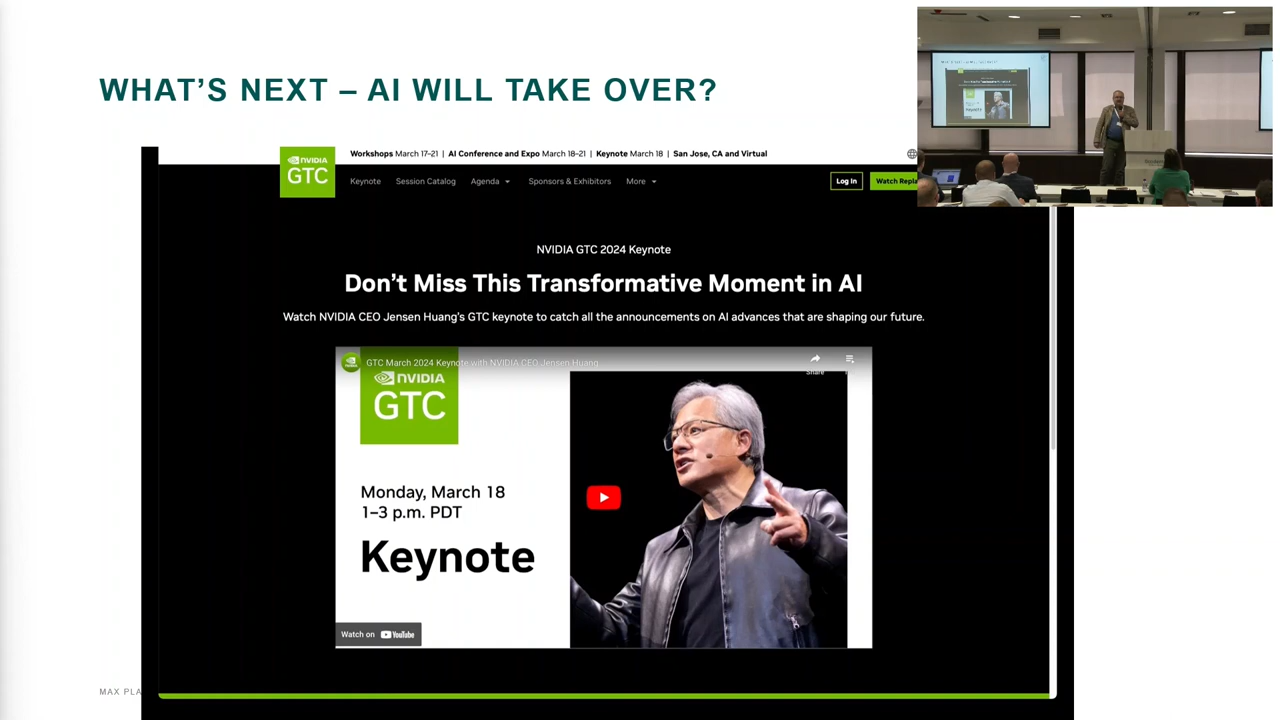 WHAT'S NEXT – AI WILL TAKE OVER?
Workshops March 17–21 | AI Conference and Expo March 18–21 | Keynote March 18 | San Jose, CA and Virtual
NVIDIA
GTC
Keynote Session Catalog Agenda Sponsors & Exhibitors More Log In Watch Repla
NVIDIA GTC 2024 Keynote
Don't Miss This Transformative Moment in AI
Watch NVIDIA CEO Jensen Huang's GTC keynote to catch all the announcements on AI advances that are shaping our future.
GTC March 2024 Keynote with NVIDIA CEO Jensen Huang
Share
NVIDIA
GTC
Monday, March 18
1–3 p.m. PDT
Keynote
Watch on YouTube
MAX PLA